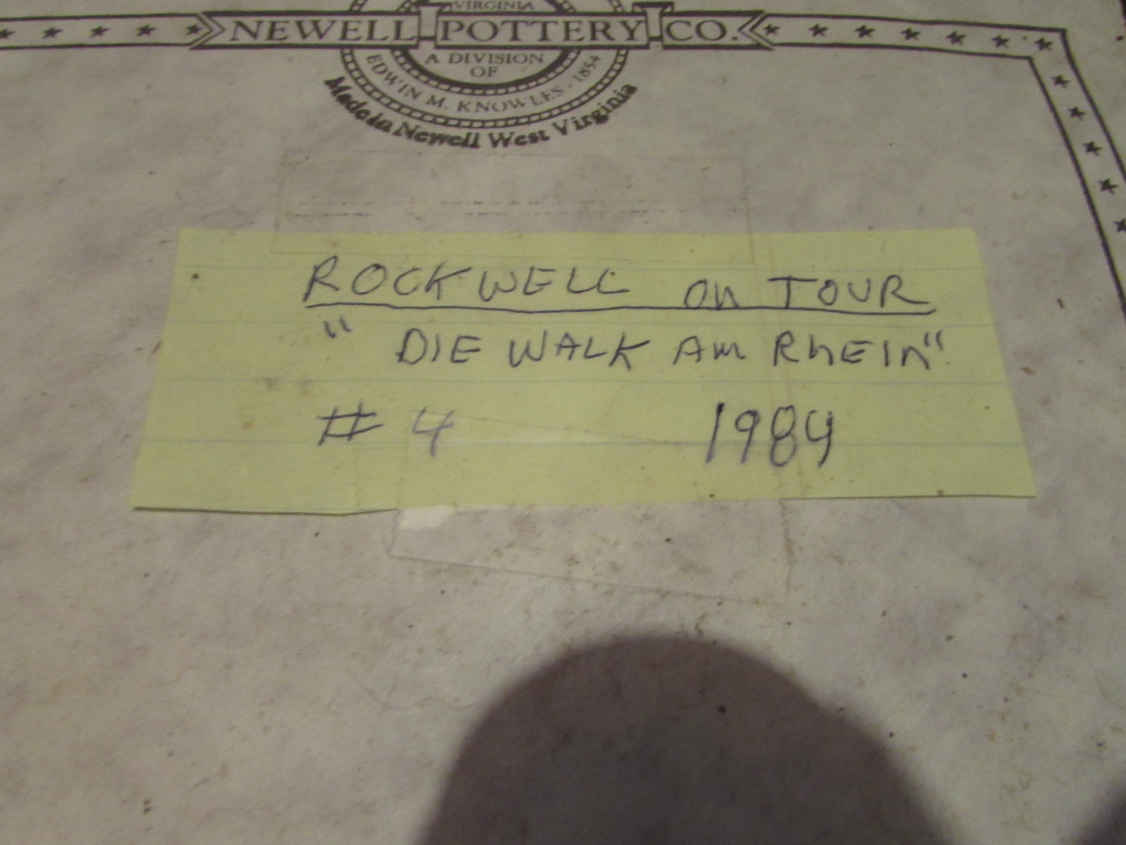 VIRGINIA
NEWELL POTTERY CO.
A DIVISION
OF
EDWIN M. KNOWLES · 1854
Made in Newell West Virginia
ROCKWELL on TOUR
"DIE WALK AM RhEIn"
# 4 1984